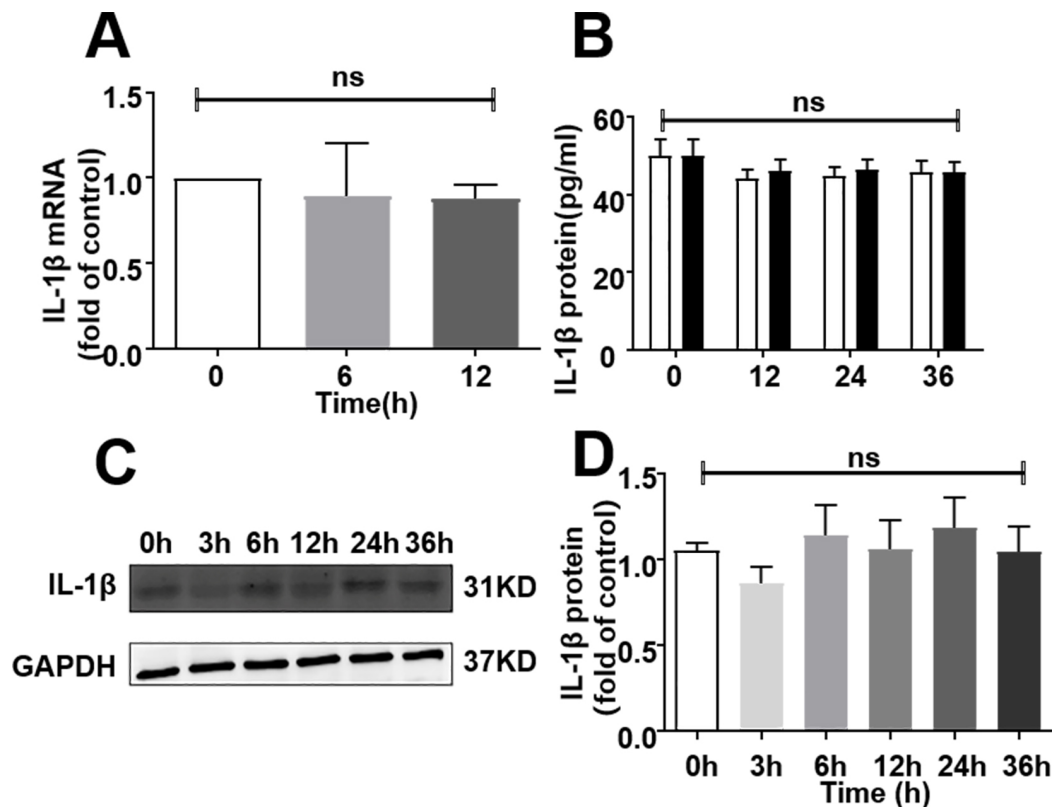 A
ns
IL-1β mRNA
(fold of control)
1.5
1.0
0.5
0.0
0 6 12
Time(h)
B
ns
IL-1β protein(pg/ml)
60
40
20
0
0 12 24 36
C
0h 3h 6h 12h 24h 36h
IL-1β 31KD
GAPDH 37KD
D
ns
IL-1β protein
(fold of control)
1.5
1.0
0.5
0.0
0h 3h 6h 12h 24h 36h
Time (h)